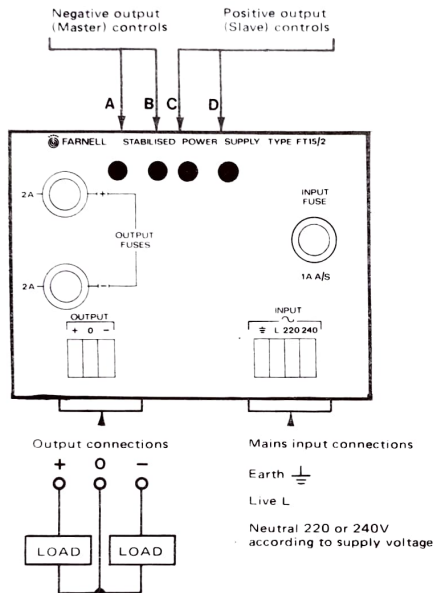 Negative output
(Master) controls
Positive output
(Slave) controls
A B C D
FARNELL STABILISED POWER SUPPLY TYPE FT15/2
2A +
OUTPUT
FUSES
2A -
INPUT
FUSE
1A A/S
OUTPUT
+ 0 -
INPUT
∼
⏚ L 220 240
Output connections
+ 0 -
LOAD LOAD
Mains input connections
Earth ⏚
Live L
Neutral 220 or 240V
according to supply voltage